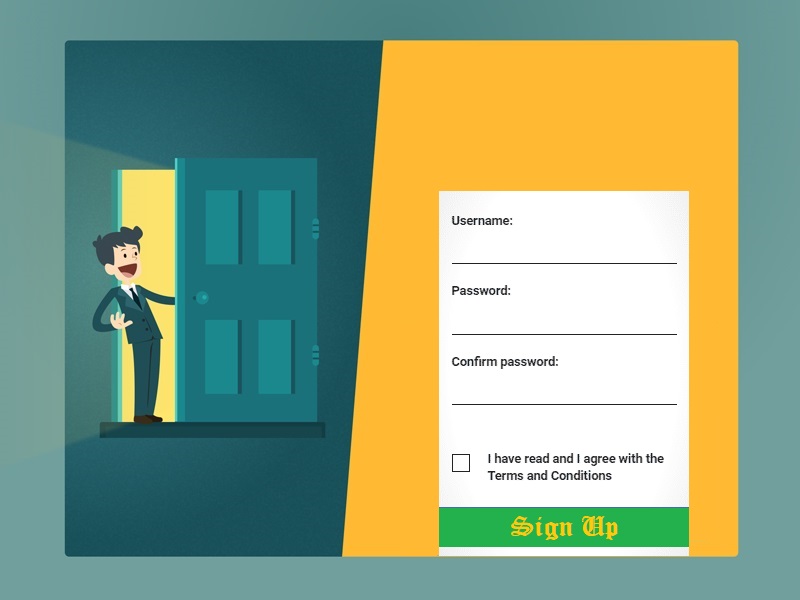 Username:
Password:
Confirm password:
I have read and I agree with the
Terms and Conditions
Sign Up